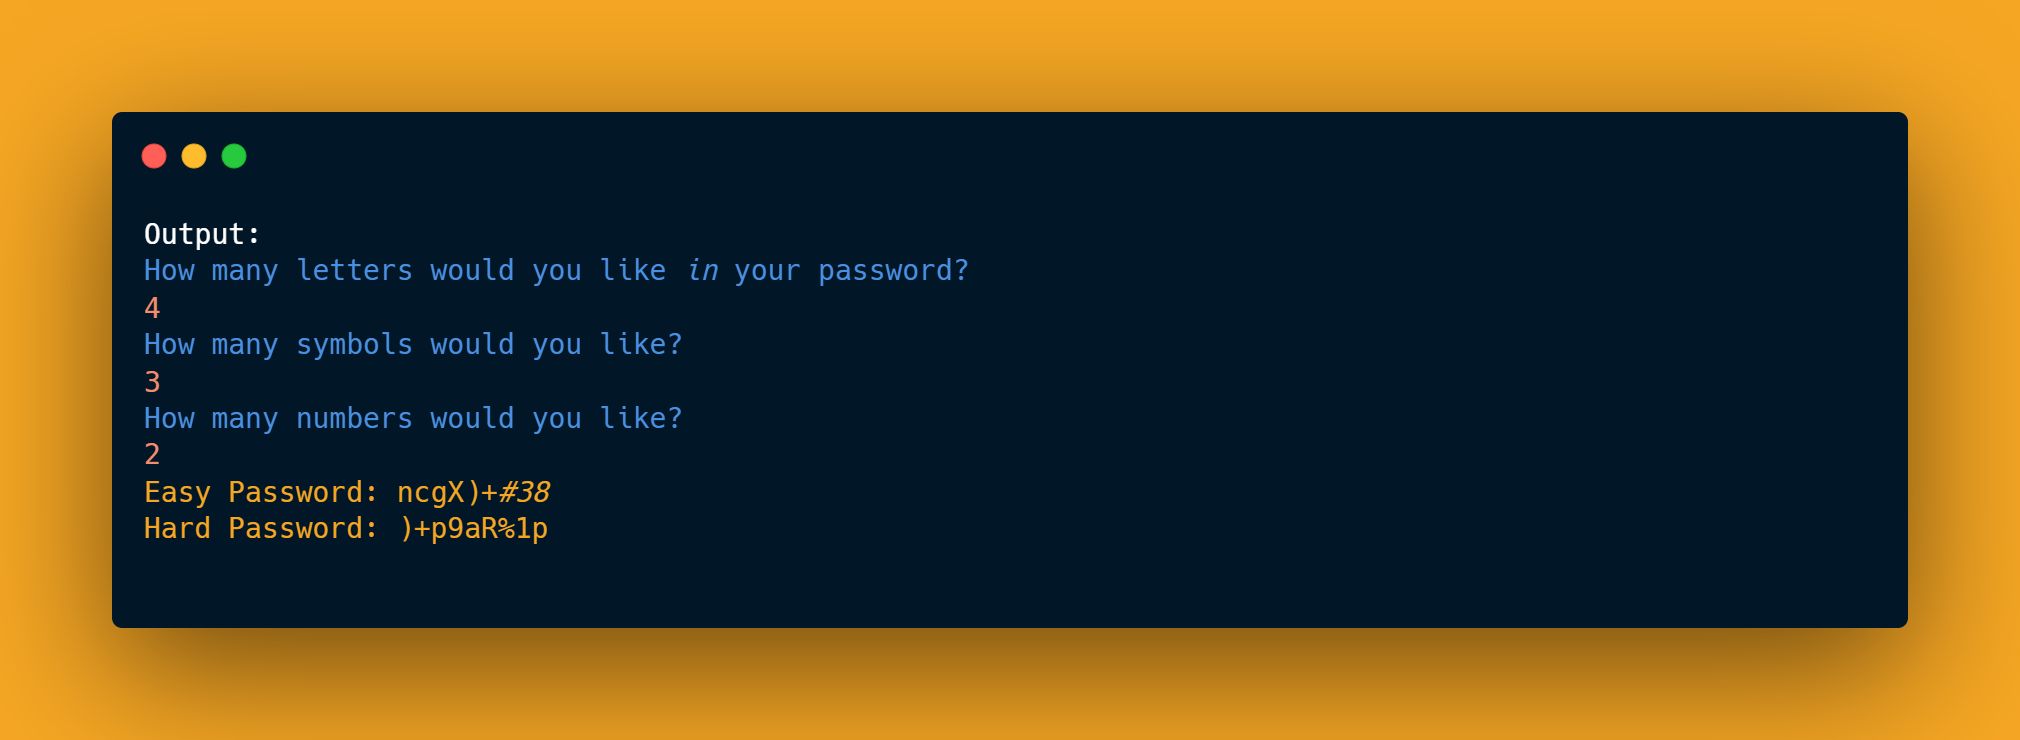 Output:
How many letters would you like in your password?
4
How many symbols would you like?
3
How many numbers would you like?
2
Easy Password: ncgX)+#38
Hard Password: )+p9aR%1p